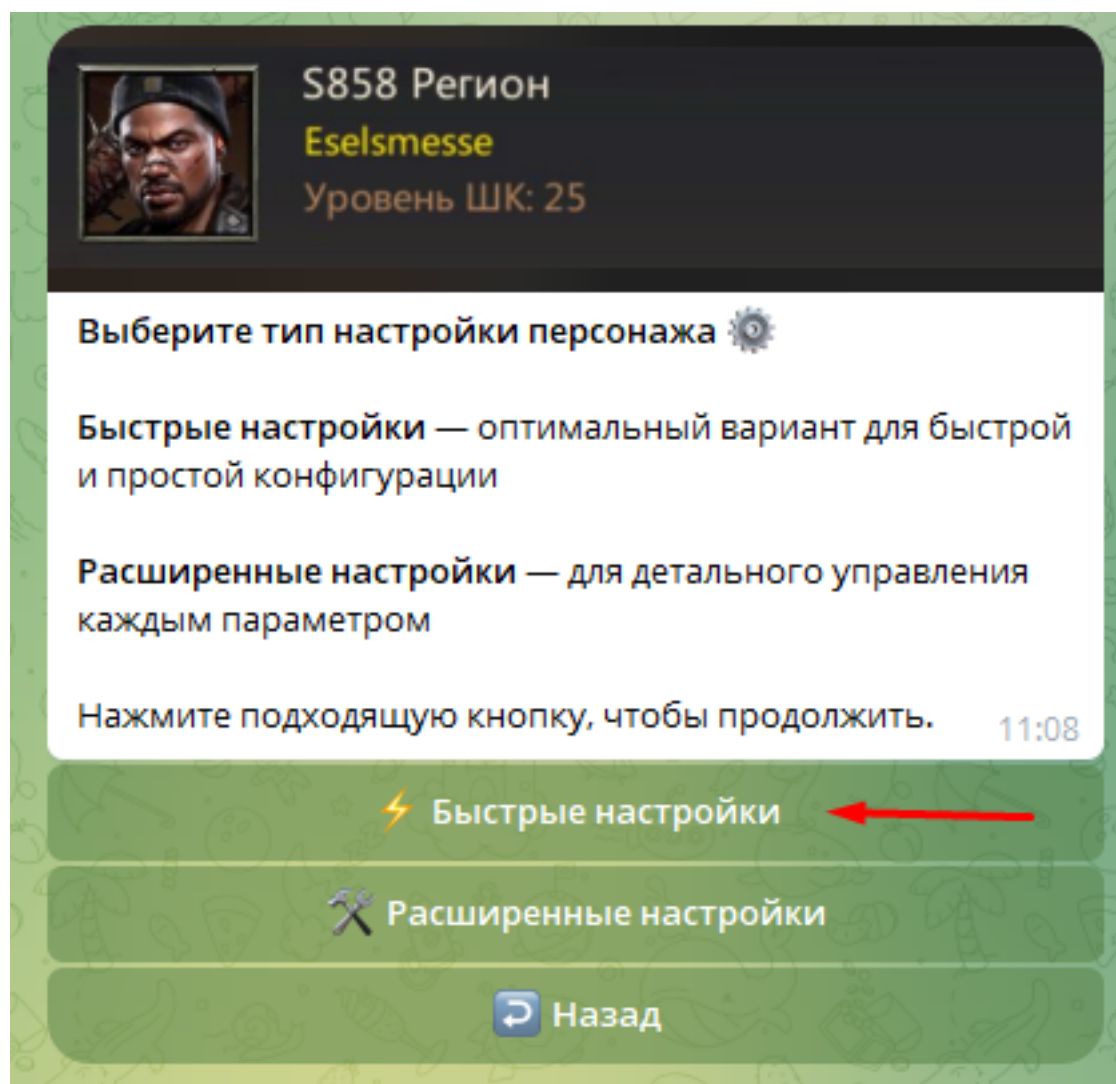 S858 Регион
Eselsmesse
Уровень ШК: 25
Выберите тип настройки персонажа
Быстрые настройки — оптимальный вариант для быстрой
и простой конфигурации
Расширенные настройки — для детального управления
каждым параметром
Нажмите подходящую кнопку, чтобы продолжить.
11:08
Быстрые настройки
Расширенные настройки
Назад